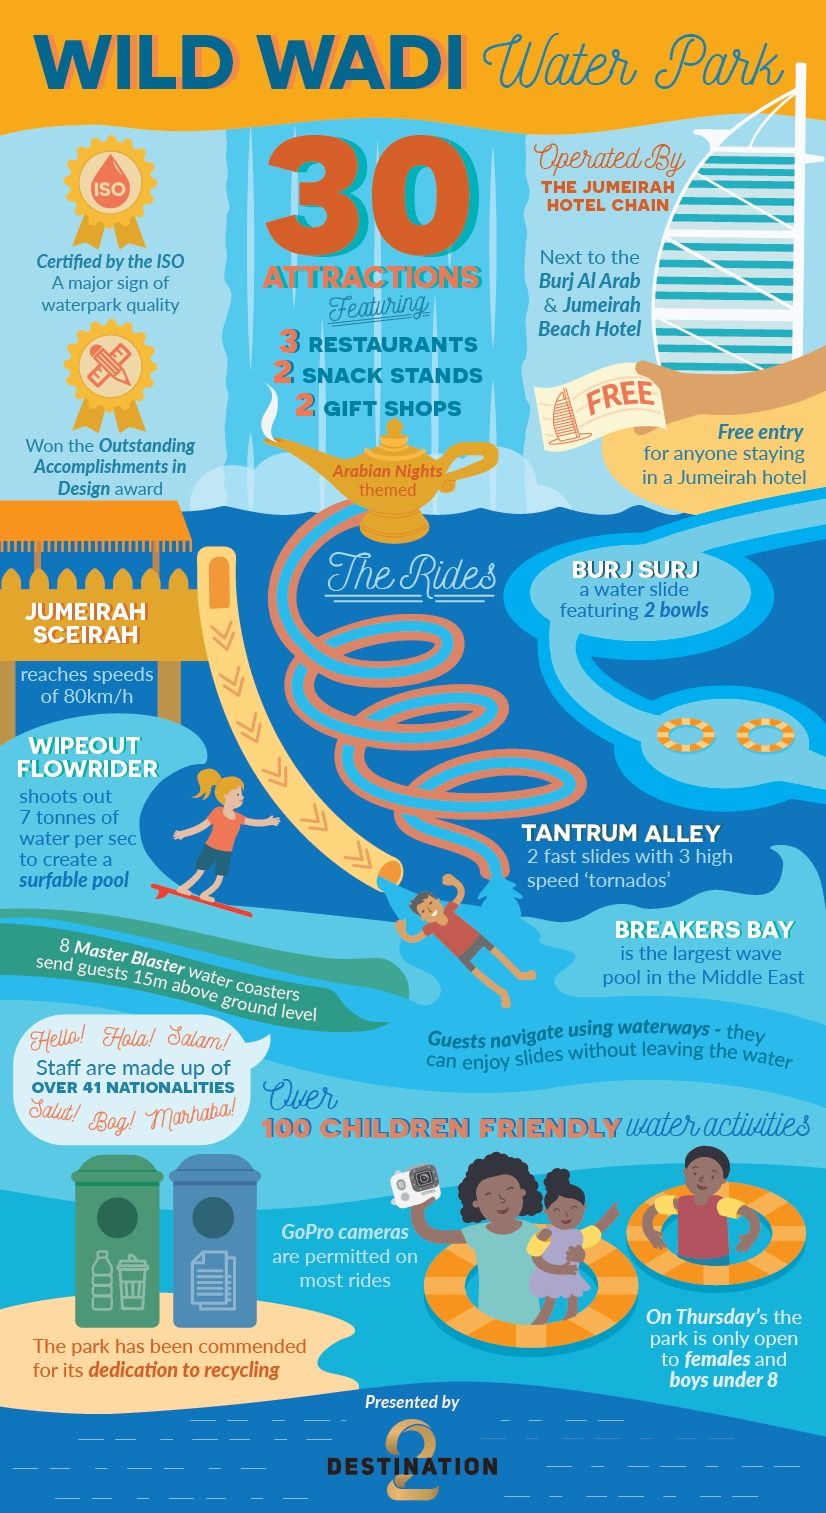 WILD WADI Water Park
ISO
Certified by the ISO
A major sign of
waterpark quality
Won the Outstanding
Accomplishments in
Design award
30
ATTRACTIONS
Featuring
3 RESTAURANTS
2 SNACK STANDS
2 GIFT SHOPS
Arabian Nights
themed
Operated By
THE JUMEIRAH
HOTEL CHAIN
Next to the
Burj Al Arab
& Jumeirah
Beach Hotel
FREE
Free entry
for anyone staying
in a Jumeirah hotel
The Rides
JUMEIRAH
SCEIRAH
reaches speeds
of 80km/h
BURJ SURJ
a water slide
featuring 2 bowls
WIPEOUT
FLOWRIDER
shoots out
7 tonnes of
water per sec
to create a
surfable pool
TANTRUM ALLEY
2 fast slides with 3 high
speed ‘tornados’
BREAKERS BAY
is the largest wave
pool in the Middle East
8 Master Blaster water coasters
send guests 15m above ground level
Guests navigate using waterways - they
can enjoy slides without leaving the water
Hello! Hola! Salam!
Staff are made up of
OVER 41 NATIONALITIES
Salut! Bog! Marhaba!
Over
100 CHILDREN FRIENDLY water activities
GoPro cameras
are permitted on
most rides
The park has been commended
for its dedication to recycling
On Thursday’s the
park is only open
to females and
boys under 8
Presented by
DESTINATION
2